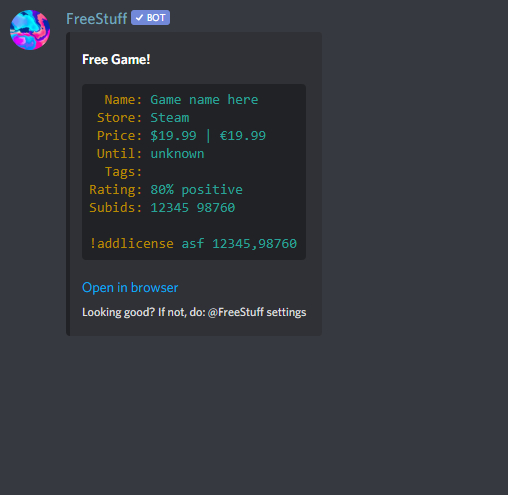 FreeStuff ✓ BOT
Free Game!
Name: Game name here
Store: Steam
Price: $19.99 | €19.99
Until: unknown
Tags:
Rating: 80% positive
Subids: 12345 98760
!addlicense asf 12345,98760
Open in browser
Looking good? If not, do: @FreeStuff settings